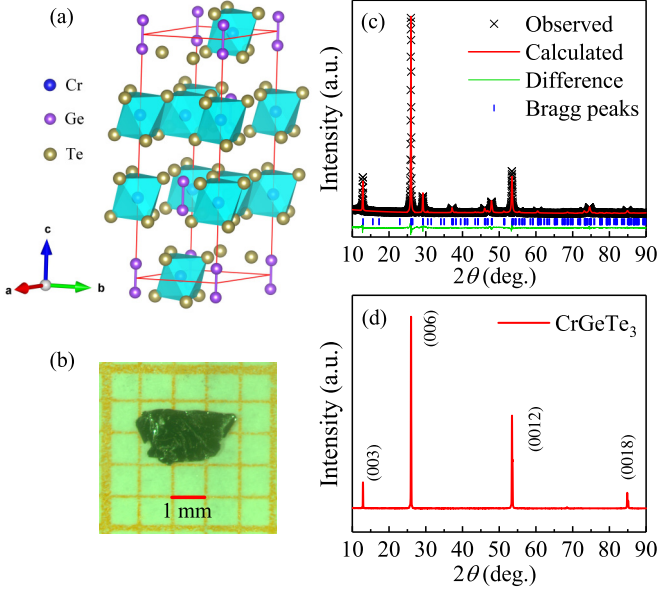 (a)
Cr
Ge
Te
c
a
b
(b)
1 mm
(c)
Observed
Calculated
Difference
Bragg peaks
Intensity (a.u.)
10 20 30 40 50 60 70 80 90
2θ (deg.)
(d)
CrGeTe₃
(003)
(006)
(0012)
(0018)
Intensity (a.u.)
10 20 30 40 50 60 70 80 90
2θ (deg.)